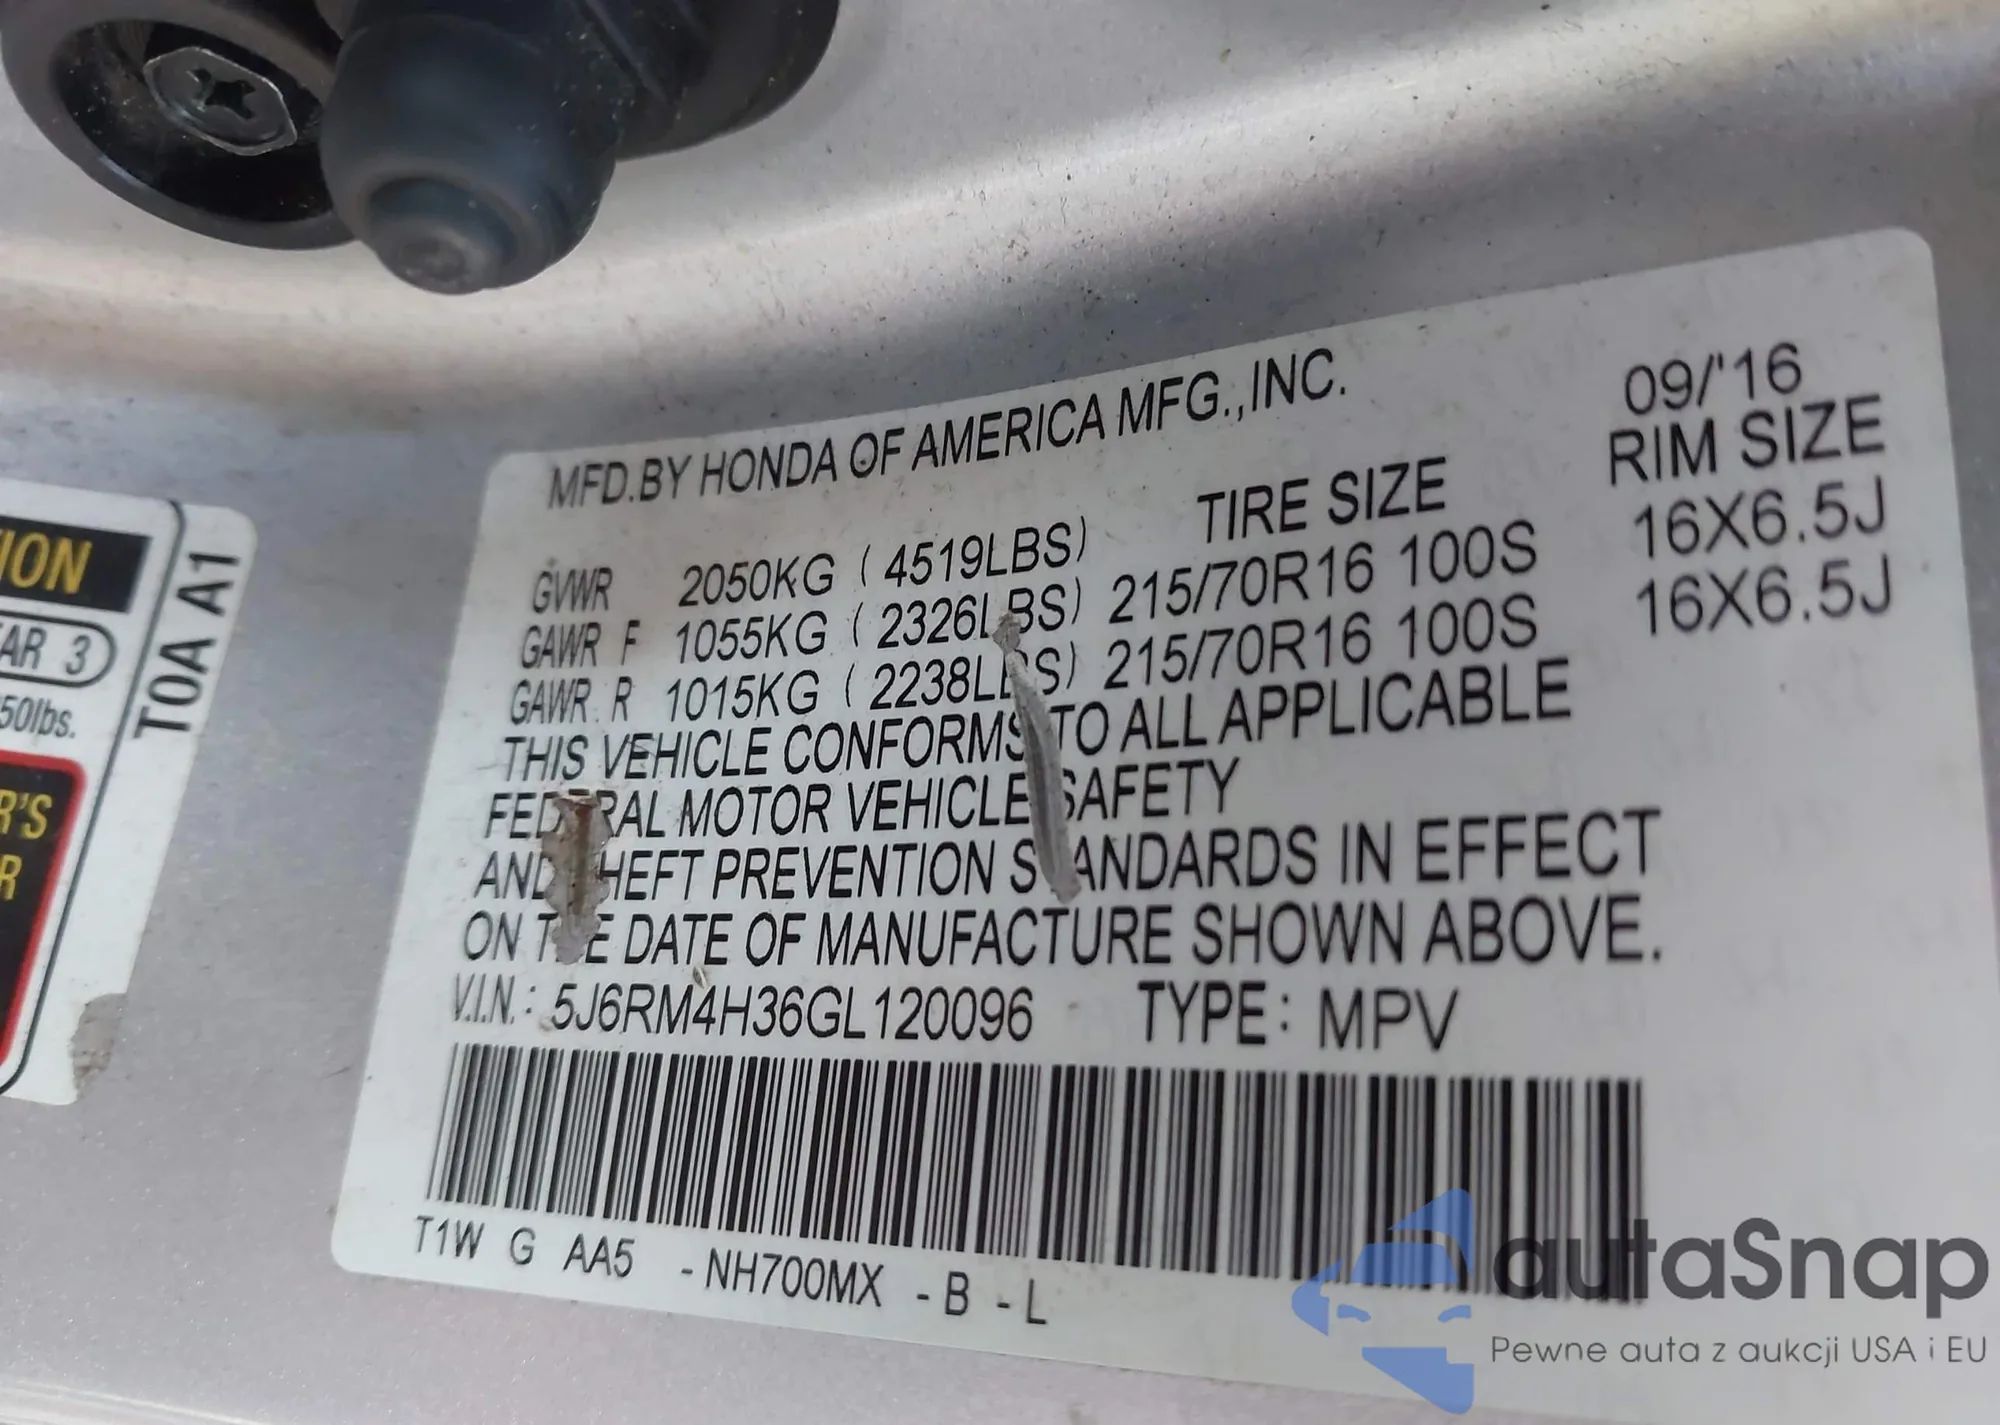 MFD.BY HONDA OF AMERICA MFG.,INC. 09/'16
TIRE SIZE RIM SIZE
GVWR 2050KG (4519LBS)
GAWR F 1055KG (2326LBS) 215/70R16 100S 16X6.5J
GAWR R 1015KG (2238LBS) 215/70R16 100S 16X6.5J
THIS VEHICLE CONFORMS TO ALL APPLICABLE
FEDERAL MOTOR VEHICLE SAFETY
AND THEFT PREVENTION STANDARDS IN EFFECT
ON THE DATE OF MANUFACTURE SHOWN ABOVE.
V.I.N.: 5J6RM4H36GL120096 TYPE: MPV
T1W G AA5 -NH700MX -B -L
ION
AR 3
50lbs.
R'S
R
T0A A1
autaSnap
Pewne auta z aukcji USA i EU